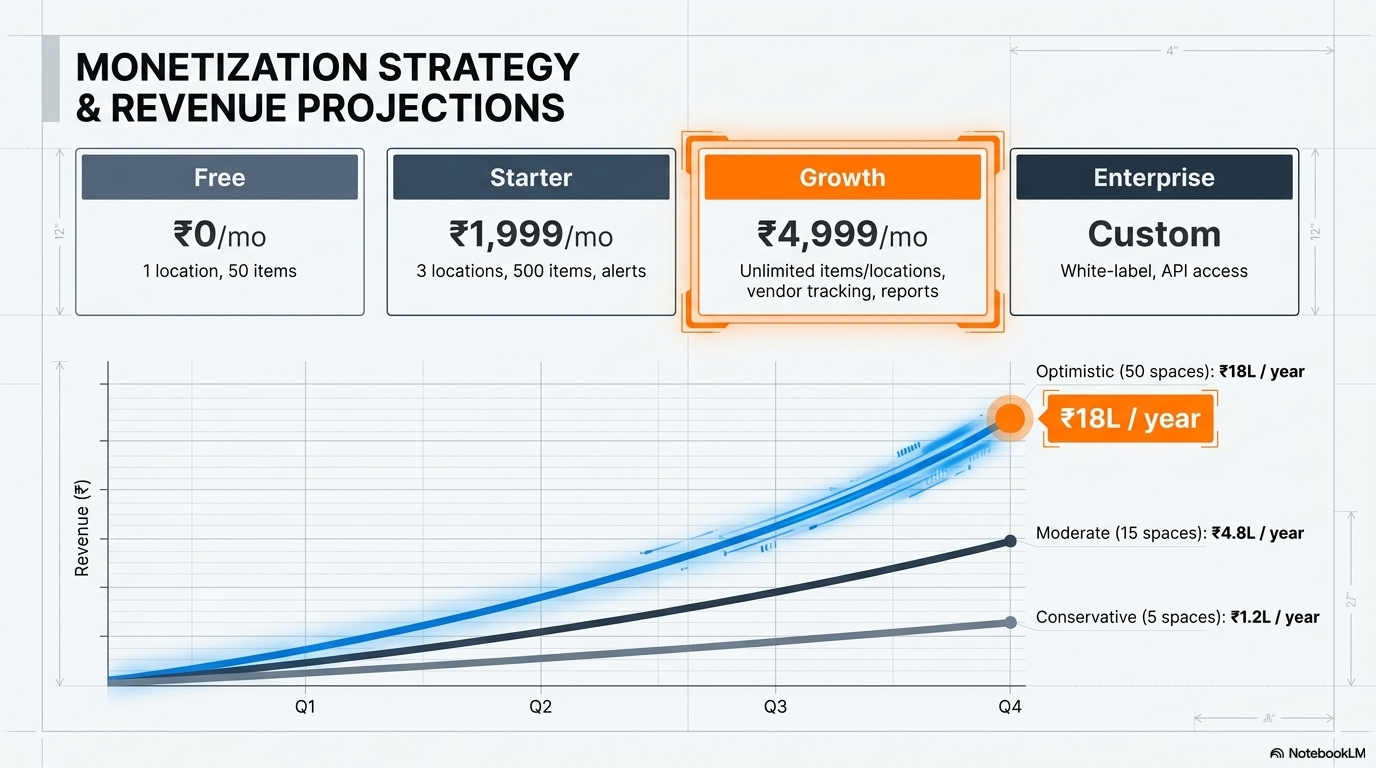 MONETIZATION STRATEGY
& REVENUE PROJECTIONS
4"
12"
Free
₹0/mo
1 location, 50 items
Starter
₹1,999/mo
3 locations, 500 items, alerts
Growth
₹4,999/mo
Unlimited items/locations,
vendor tracking, reports
Enterprise
Custom
White-label, API access
12"
Revenue (₹)
Optimistic (50 spaces): ₹18L / year
₹18L / year
Moderate (15 spaces): ₹4.8L / year
Conservative (5 spaces): ₹1.2L / year
Q1
Q2
Q3
Q4
NotebookLM